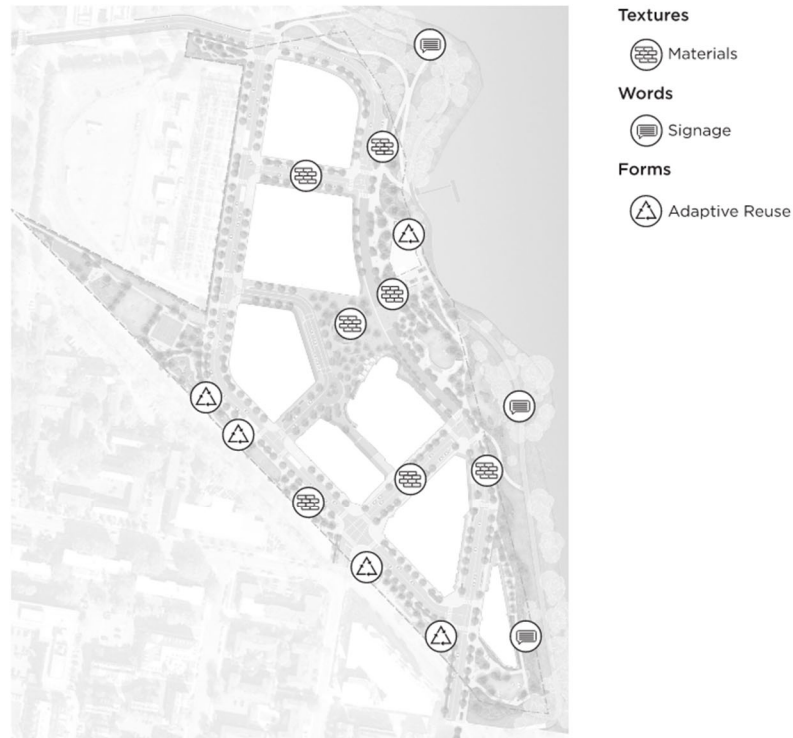 Textures
Materials
Words
Signage
Forms
Adaptive Reuse